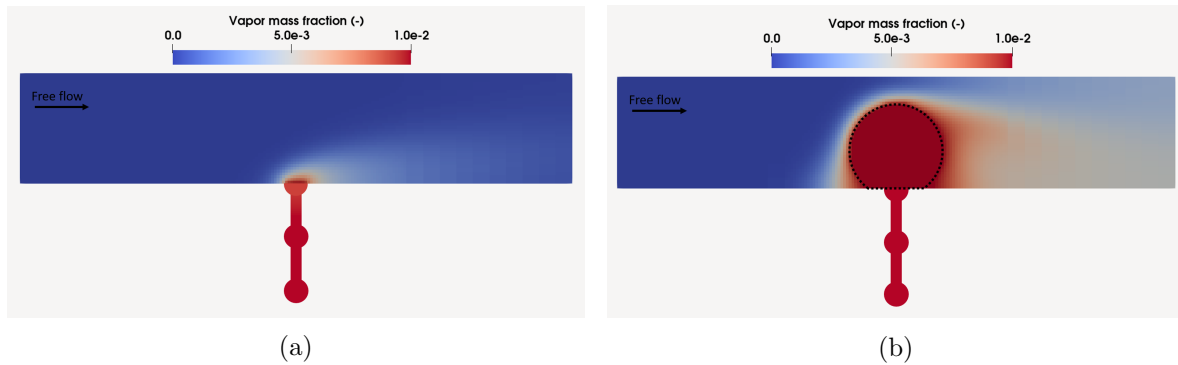 Vapor mass fraction (-)
0.0 5.0e-3 1.0e-2
Free flow
(a)
Vapor mass fraction (-)
0.0 5.0e-3 1.0e-2
Free flow
(b)